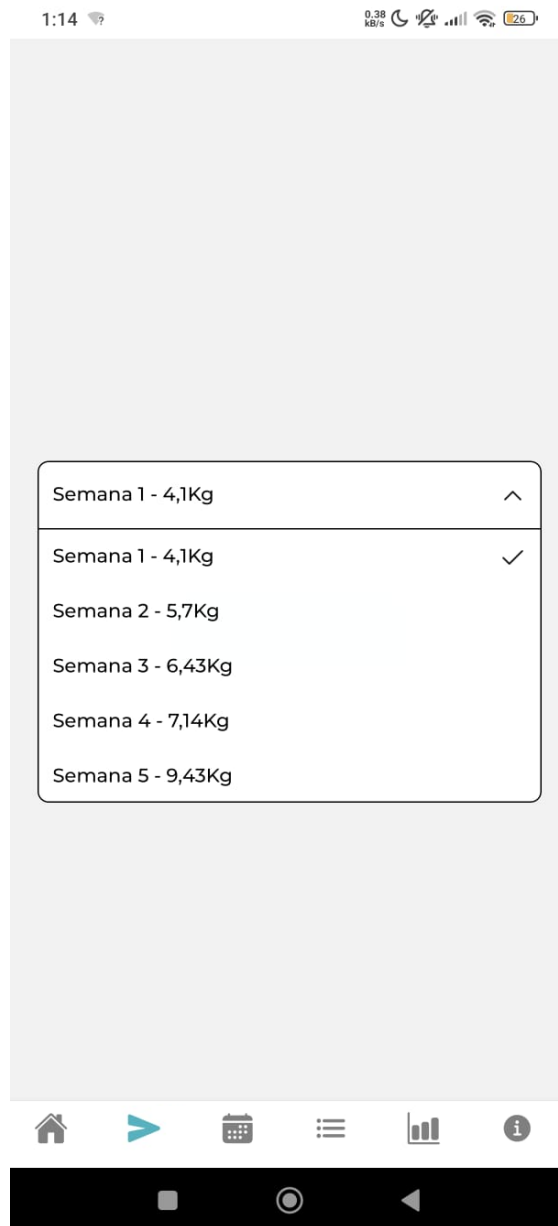 1:14
0.38
kB/s
26
Semana 1 - 4,1Kg
Semana 1 - 4,1Kg
Semana 2 - 5,7Kg
Semana 3 - 6,43Kg
Semana 4 - 7,14Kg
Semana 5 - 9,43Kg